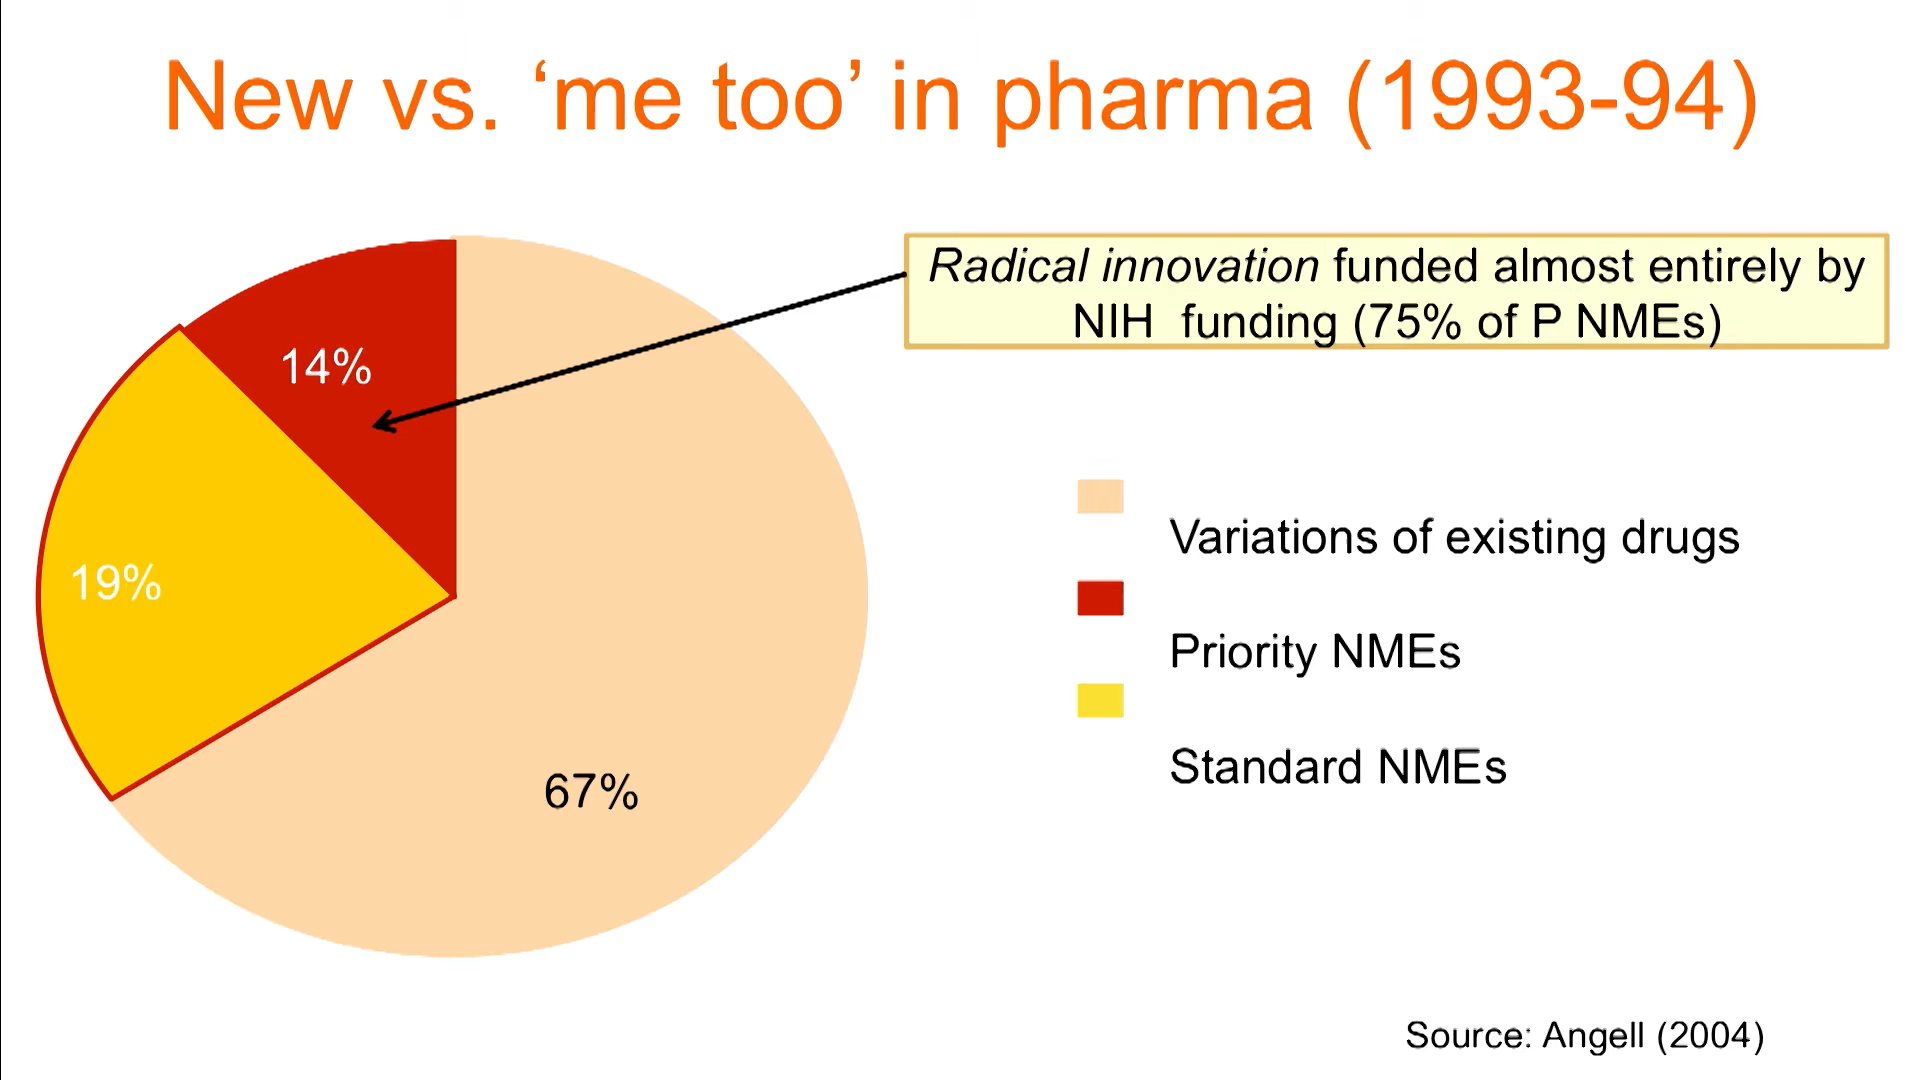 New vs. ‘me too’ in pharma (1993-94)
Radical innovation funded almost entirely by
NIH funding (75% of P NMEs)
14%
19%
67%
Variations of existing drugs
Priority NMEs
Standard NMEs
Source: Angell (2004)